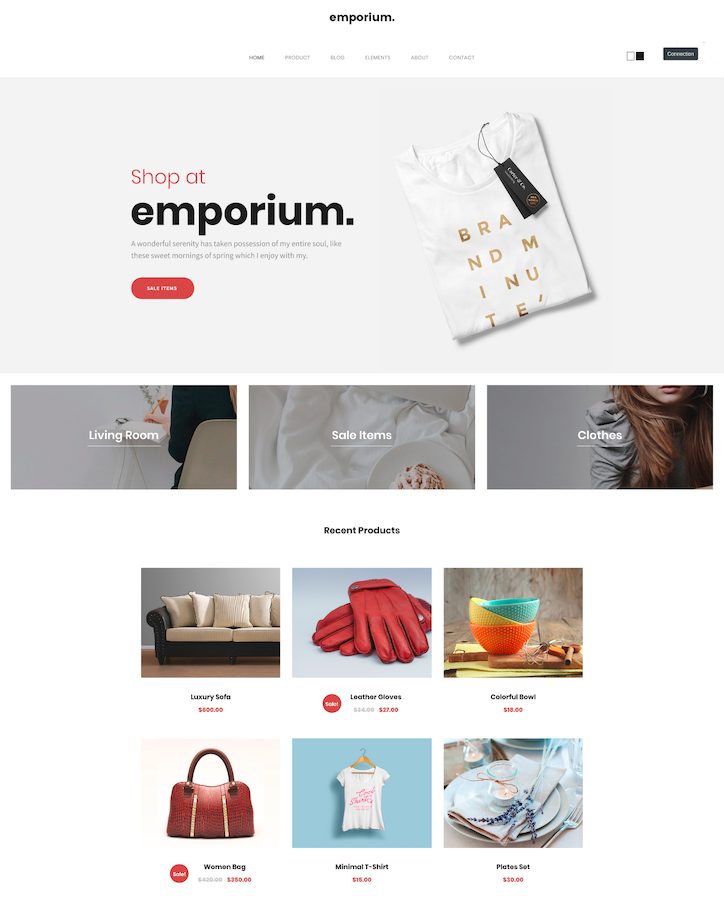 emporium.
HOME PRODUCT BLOG ELEMENTS ABOUT CONTACT
Connection
Shop at
emporium.
A wonderful serenity has taken possession of my entire soul, like
these sweet mornings of spring which I enjoy with my.
SALE ITEMS
BRA
ND M
I NU
TE'
Living Room
Sale Items
Clothes
Recent Products
Luxury Sofa
$600.00
Sale!
Leather Gloves
$34.00 $27.00
Colorful Bowl
$18.00
Sale!
Women Bag
$420.00 $350.00
Minimal T-Shirt
$15.00
Plates Set
$30.00